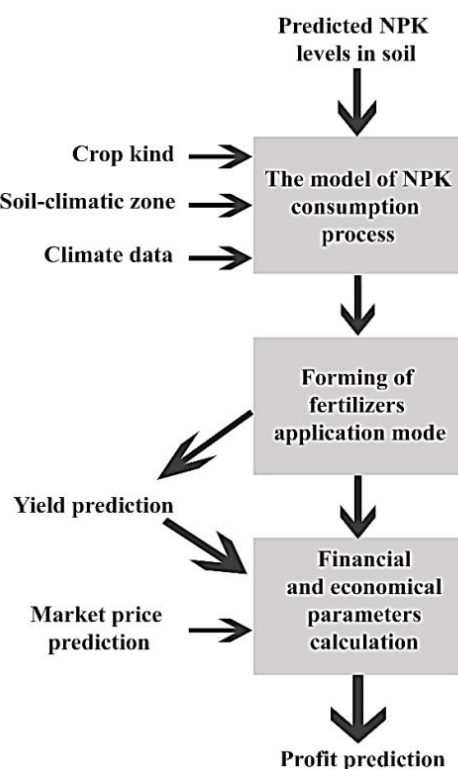 Predicted NPK
levels in soil
Crop kind
Soil-climatic zone
Climate data
The model of NPK
consumption
process
Forming of
fertilizers
application mode
Yield prediction
Market price
prediction
Financial
and economical
parameters
calculation
Profit prediction